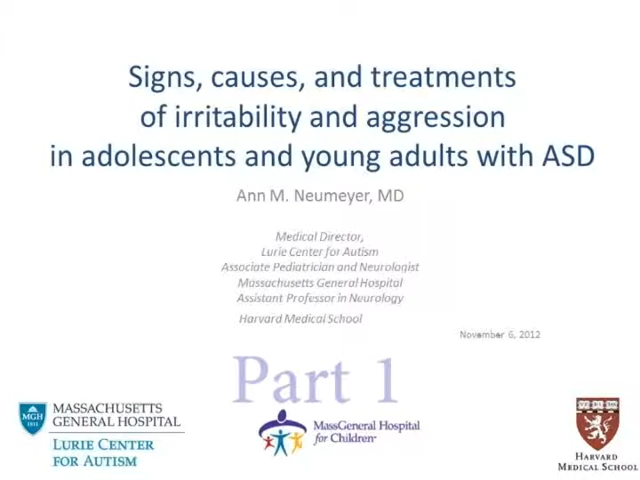 Signs, causes, and treatments
of irritability and aggression
in adolescents and young adults with ASD
Ann M. Neumeyer, MD
Medical Director,
Lurie Center for Autism
Associate Pediatrician and Neurologist
Massachusetts General Hospital
Assistant Professor in Neurology
Harvard Medical School
November 6, 2012
Part 1
MGH
1811
MASSACHUSETTS
GENERAL HOSPITAL
LURIE CENTER
FOR AUTISM
MassGeneral Hospital
for Children
HARVARD
MEDICAL SCHOOL